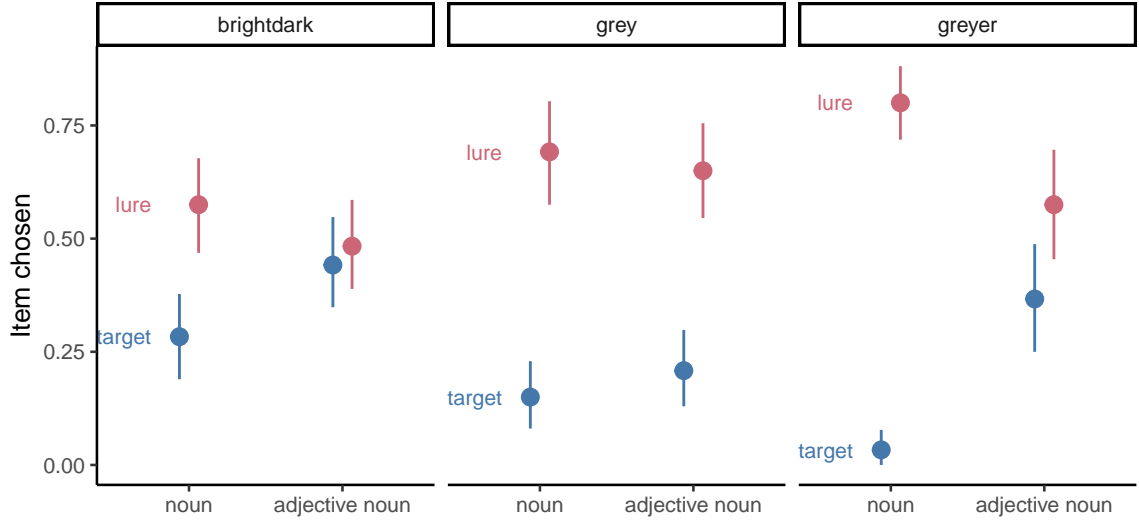 brightdark
grey
greyer
Item chosen
0.75
0.50
0.25
0.00
lure
target
lure
target
lure
target
noun
adjective noun
noun
adjective noun
noun
adjective noun